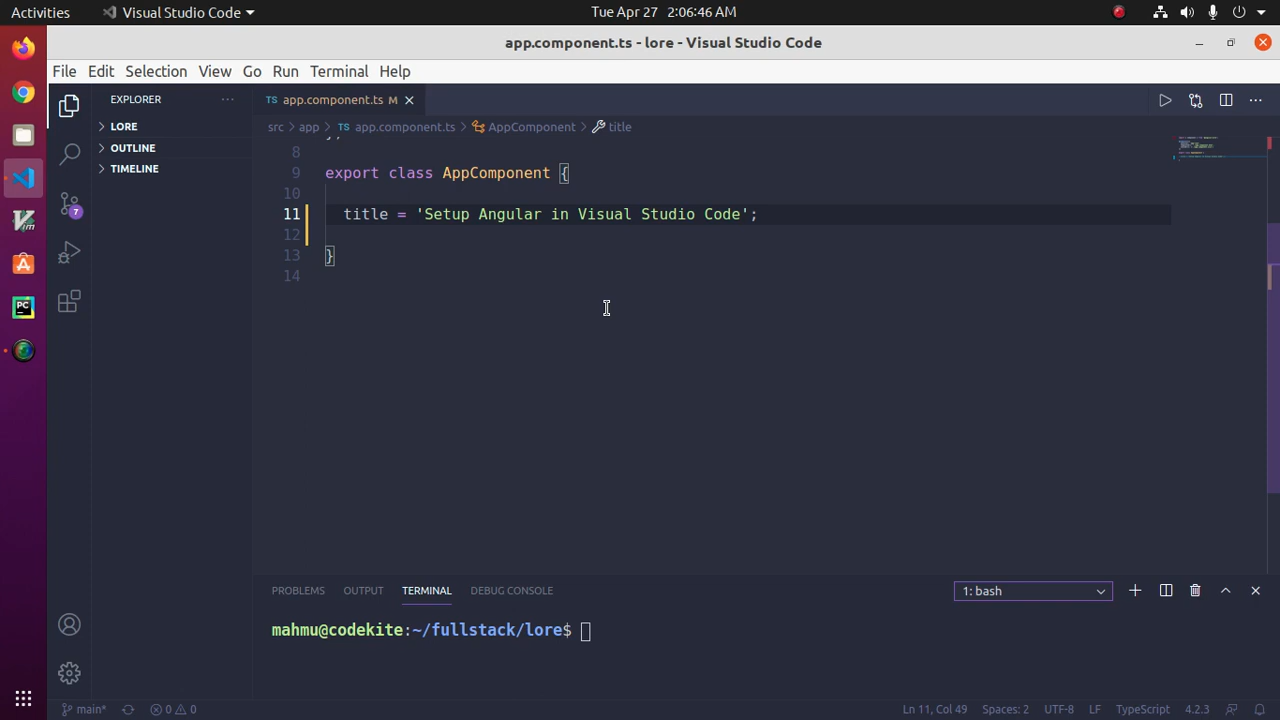 Activities
Visual Studio Code
Tue Apr 27 2:06:46 AM
app.component.ts - lore - Visual Studio Code
File Edit Selection View Go Run Terminal Help
EXPLORER
TS app.component.ts M
LORE
src > app > TS app.component.ts > AppComponent > title
OUTLINE
TIMELINE
8
9 export class AppComponent {
10
11 title = 'Setup Angular in Visual Studio Code';
12
13 }
14
7
PC
PROBLEMS OUTPUT TERMINAL DEBUG CONSOLE
1: bash
mahmu@codekite:~/fullstack/lore$
main* 0 0
Ln 11, Col 49 Spaces: 2 UTF-8 LF TypeScript 4.2.3